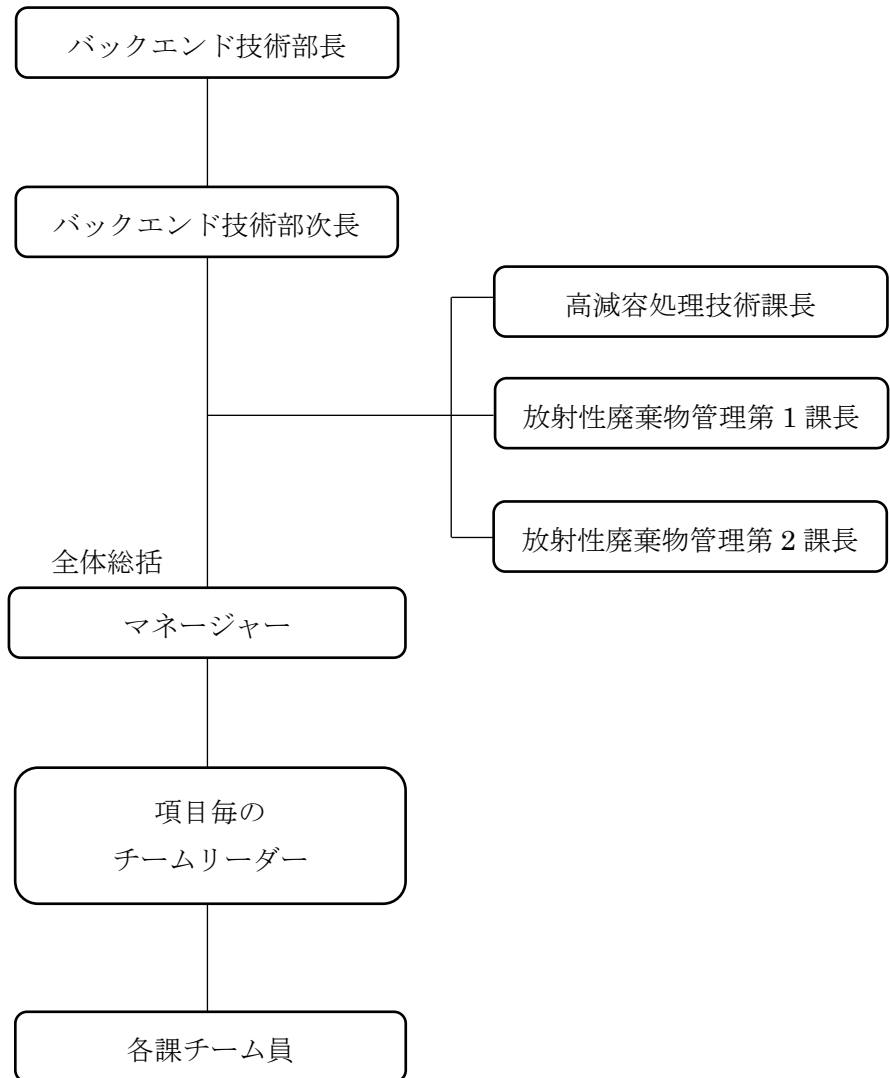 バックエンド技術部長
バックエンド技術部次長
高減容処理技術課長
放射性廃棄物管理第 1 課長
放射性廃棄物管理第 2 課長
全体総括
マネージャー
項目毎の
チームリーダー
各課チーム員